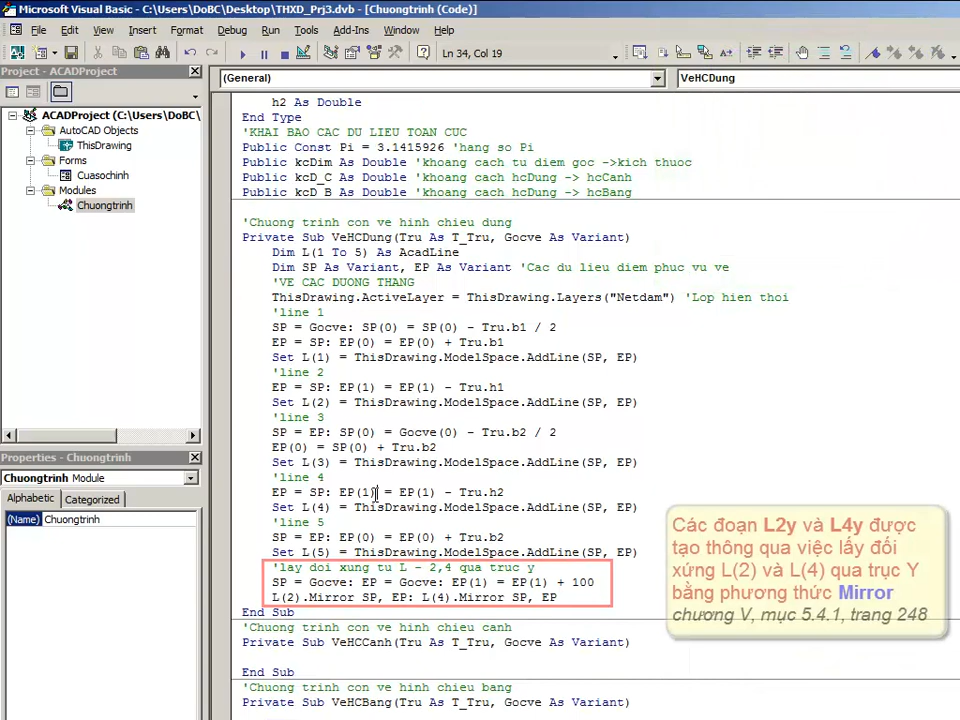 Microsoft Visual Basic - C:\Users\DoBC\Desktop\THXD_Prj3.dvb - [Chuongtrinh (Code)]
File Edit View Insert Format Debug Run Tools Add-Ins Window Help
Ln 34, Col 19
Project - ACADProject
(General)
VeHCDung
ACADProject (C:\Users\DoBC\
AutoCAD Objects
ThisDrawing
Forms
Cuasochinh
Modules
Chuongtrinh
Properties - Chuongtrinh
Chuongtrinh Module
Alphabetic Categorized
(Name) Chuongtrinh
h2 As Double
End Type
'KHAI BAO CAC DU LIEU TOAN CUC
Public Const Pi = 3.1415926 'hang so Pi
Public kcDim As Double 'khoang cach tu diem goc ->kich thuoc
Public kcD_C As Double 'khoang cach hcDung -> hcCanh
Public kcD_B As Double 'khoang cach hcDung -> hcBang
'Chuong trinh con ve hinh chieu dung
Private Sub VeHCDung(Tru As T_Tru, Gocve As Variant)
Dim L(1 To 5) As AcadLine
Dim SP As Variant, EP As Variant 'Cac du lieu diem phuc vu ve
'VE CAC DUONG THANG
ThisDrawing.ActiveLayer = ThisDrawing.Layers("Netdam") 'Lop hien thoi
'line 1
SP = Gocve: SP(0) = SP(0) - Tru.b1 / 2
EP = SP: EP(0) = EP(0) + Tru.b1
Set L(1) = ThisDrawing.ModelSpace.AddLine(SP, EP)
'line 2
EP = SP: EP(1) = EP(1) - Tru.h1
Set L(2) = ThisDrawing.ModelSpace.AddLine(SP, EP)
'line 3
SP = EP: SP(0) = Gocve(0) - Tru.b2 / 2
EP(0) = SP(0) + Tru.b2
Set L(3) = ThisDrawing.ModelSpace.AddLine(SP, EP)
'line 4
EP = SP: EP(1) = EP(1) - Tru.h2
Set L(4) = ThisDrawing.ModelSpace.AddLine(SP, EP)
'line 5
SP = EP: EP(0) = EP(0) + Tru.b2
Set L(5) = ThisDrawing.ModelSpace.AddLine(SP, EP)
'lay doi xung tu L - 2,4 qua truc y
SP = Gocve: EP = Gocve: EP(1) = EP(1) + 100
L(2).Mirror SP, EP: L(4).Mirror SP, EP
End Sub
'Chuong trinh con ve hinh chieu canh
Private Sub VeHCCanh(Tru As T_Tru, Gocve As Variant)
End Sub
'Chuong trinh con ve hinh chieu bang
Private Sub VeHCBang(Tru As T_Tru, Gocve As Variant)
Các đoạn L2y và L4y được
tạo thông qua việc lấy đối
xứng L(2) và L(4) qua trục Y
bằng phương thức Mirror
chương V, mục 5.4.1, trang 248